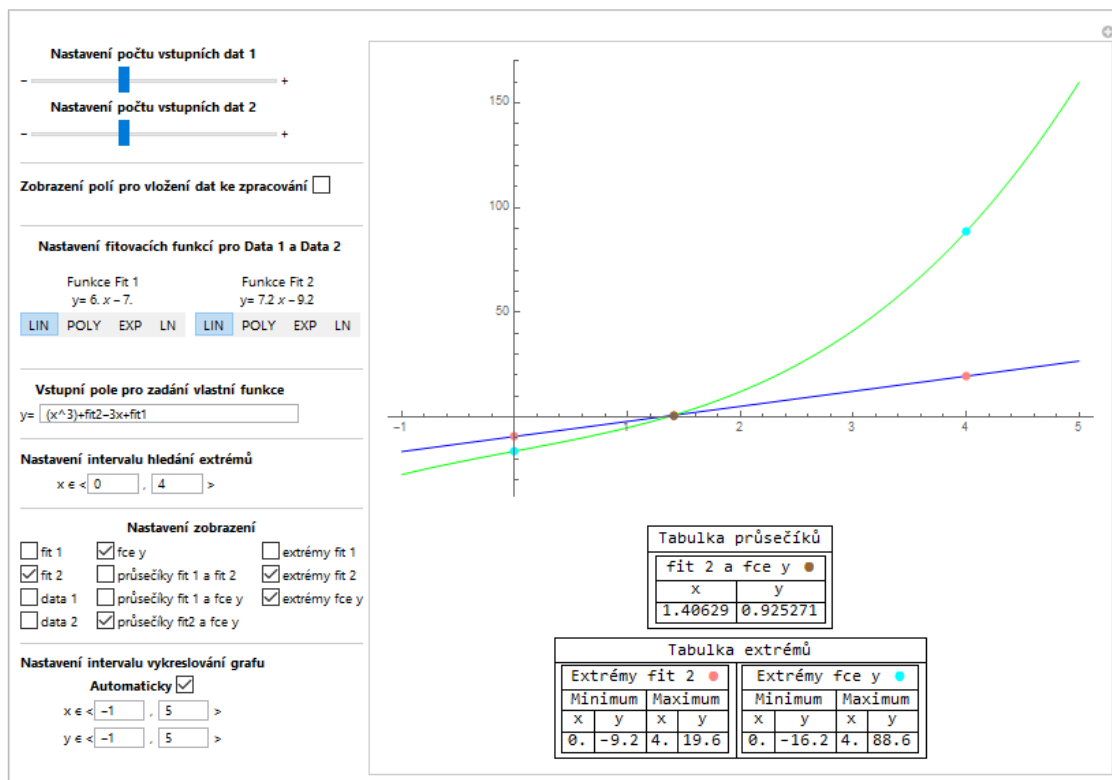 Nastavení počtu vstupních dat 1
- +
Nastavení počtu vstupních dat 2
- +
Zobrazení polí pro vložení dat ke zpracování
Nastavení fitovacích funkcí pro Data 1 a Data 2
Funkce Fit 1 Funkce Fit 2
y= 6. x – 7. y= 7.2 x – 9.2
LIN POLY EXP LN LIN POLY EXP LN
Vstupní pole pro zadání vlastní funkce
y= (x^3)+fit2−3x+fit1
Nastavení intervalu hledání extrémů
x ϵ < 0 , 4 >
Nastavení zobrazení
fit 1 fce y extrémy fit 1
fit 2 průsečíky fit 1 a fit 2 extrémy fit 2
data 1 průsečíky fit 1 a fce y extrémy fce y
data 2 průsečíky fit2 a fce y
Nastavení intervalu vykreslování grafu
Automaticky
x ϵ < −1 , 5 >
y ϵ < −1 , 5 >
150
100
50
−1 1 2 3 4 5
Tabulka průsečíků
fit 2 a fce y
x y
1.40629 0.925271
Tabulka extrémů
Extrémy fit 2 Extrémy fce y
Minimum Maximum Minimum Maximum
x y x y x y x y
0. −9.2 4. 19.6 0. −16.2 4. 88.6